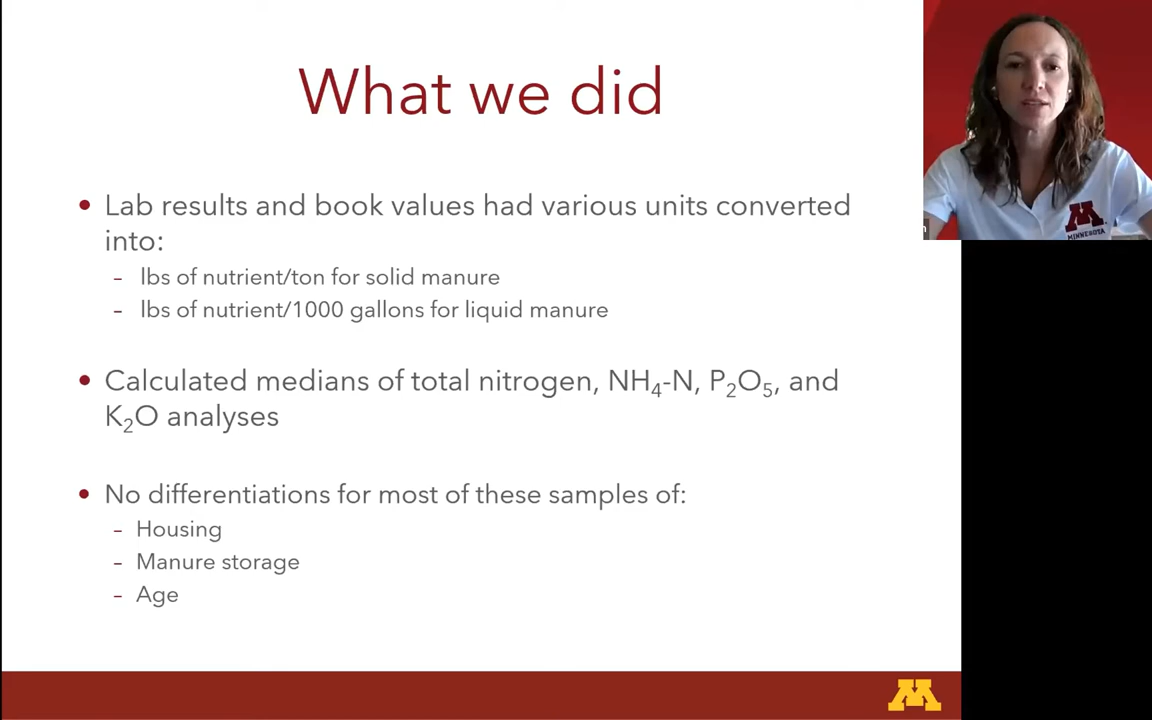 What we did
• Lab results and book values had various units converted
into:
– lbs of nutrient/ton for solid manure
– lbs of nutrient/1000 gallons for liquid manure
• Calculated medians of total nitrogen, NH₄-N, P₂O₅, and
K₂O analyses
• No differentiations for most of these samples of:
– Housing
– Manure storage
– Age
M
MINNESOTA
M